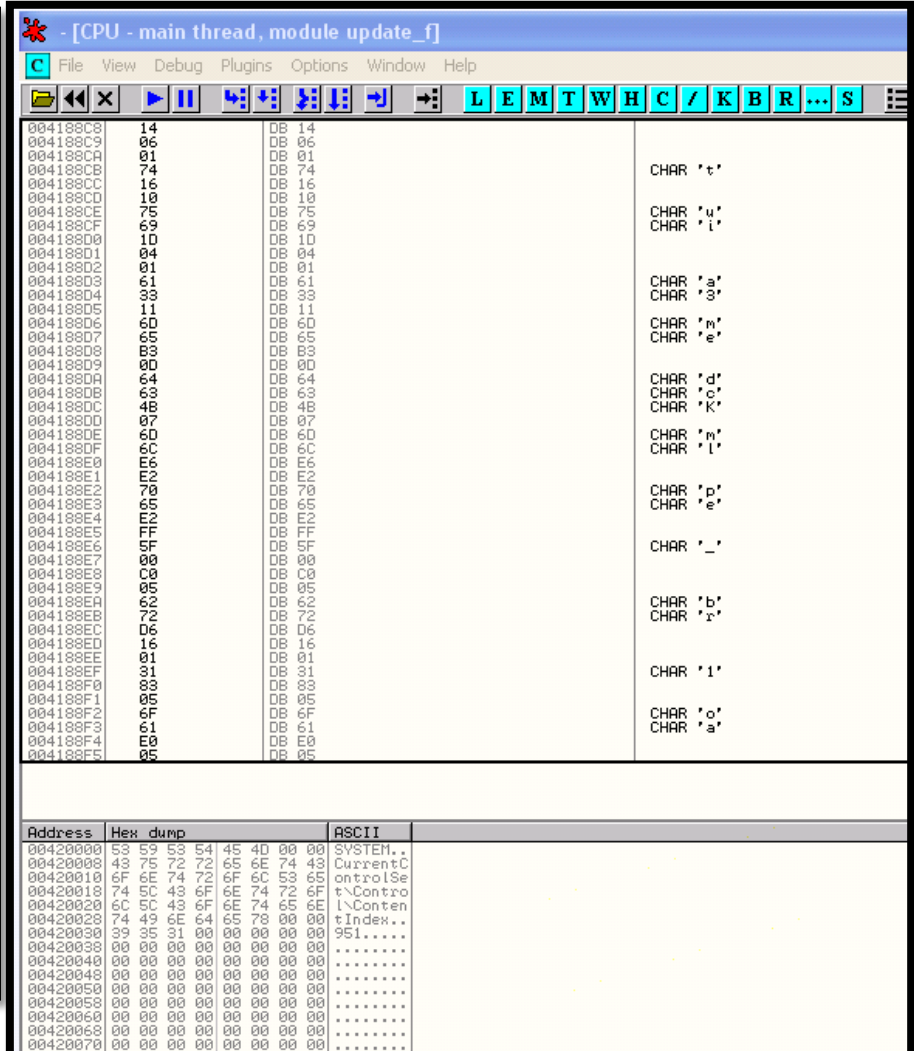 - [CPU - main thread, module update_f]
C File View Debug Plugins Options Window Help
L E M T W H C / K B R ... S
004188C8 14 DB 14
004188C9 06 DB 06
004188CA 01 DB 01
004188CB 74 DB 74 CHAR 't'
004188CC 16 DB 16
004188CD 10 DB 10
004188CE 75 DB 75 CHAR 'u'
004188CF 69 DB 69 CHAR 'i'
004188D0 1D DB 1D
004188D1 04 DB 04
004188D2 01 DB 01
004188D3 61 DB 61 CHAR 'a'
004188D4 33 DB 33 CHAR '3'
004188D5 11 DB 11
004188D6 6D DB 6D CHAR 'm'
004188D7 65 DB 65 CHAR 'e'
004188D8 B3 DB B3
004188D9 0D DB 0D
004188DA 64 DB 64 CHAR 'd'
004188DB 63 DB 63 CHAR 'c'
004188DC 4B DB 4B CHAR 'K'
004188DD 07 DB 07
004188DE 6D DB 6D CHAR 'm'
004188DF 6C DB 6C CHAR 'l'
004188E0 E6 DB E6
004188E1 E2 DB E2
004188E2 70 DB 70 CHAR 'p'
004188E3 65 DB 65 CHAR 'e'
004188E4 E2 DB E2
004188E5 FF DB FF
004188E6 5F DB 5F CHAR '_'
004188E7 00 DB 00
004188E8 C0 DB C0
004188E9 05 DB 05
004188EA 62 DB 62 CHAR 'b'
004188EB 72 DB 72 CHAR 'r'
004188EC D6 DB D6
004188ED 16 DB 16
004188EE 01 DB 01
004188EF 31 DB 31 CHAR '1'
004188F0 83 DB 83
004188F1 05 DB 05
004188F2 6F DB 6F CHAR 'o'
004188F3 61 DB 61 CHAR 'a'
004188F4 E0 DB E0
004188F5 05 DB 05
Address Hex dump ASCII
00420000 53 59 53 54 45 4D 00 00 SYSTEM..
00420008 43 75 72 72 65 6E 74 43 CurrentC
00420010 6F 6E 74 72 6F 6C 53 65 ontrolSe
00420018 74 5C 43 6F 6E 74 72 6F t\Contro
00420020 6C 5C 43 6F 6E 74 65 6E l\Conten
00420028 74 49 6E 64 65 78 00 00 tIndex..
00420030 39 35 31 00 00 00 00 00 951.....
00420038 00 00 00 00 00 00 00 00 ........
00420040 00 00 00 00 00 00 00 00 ........
00420048 00 00 00 00 00 00 00 00 ........
00420050 00 00 00 00 00 00 00 00 ........
00420058 00 00 00 00 00 00 00 00 ........
00420060 00 00 00 00 00 00 00 00 ........
00420068 00 00 00 00 00 00 00 00 ........
00420070 00 00 00 00 00 00 00 00 ........